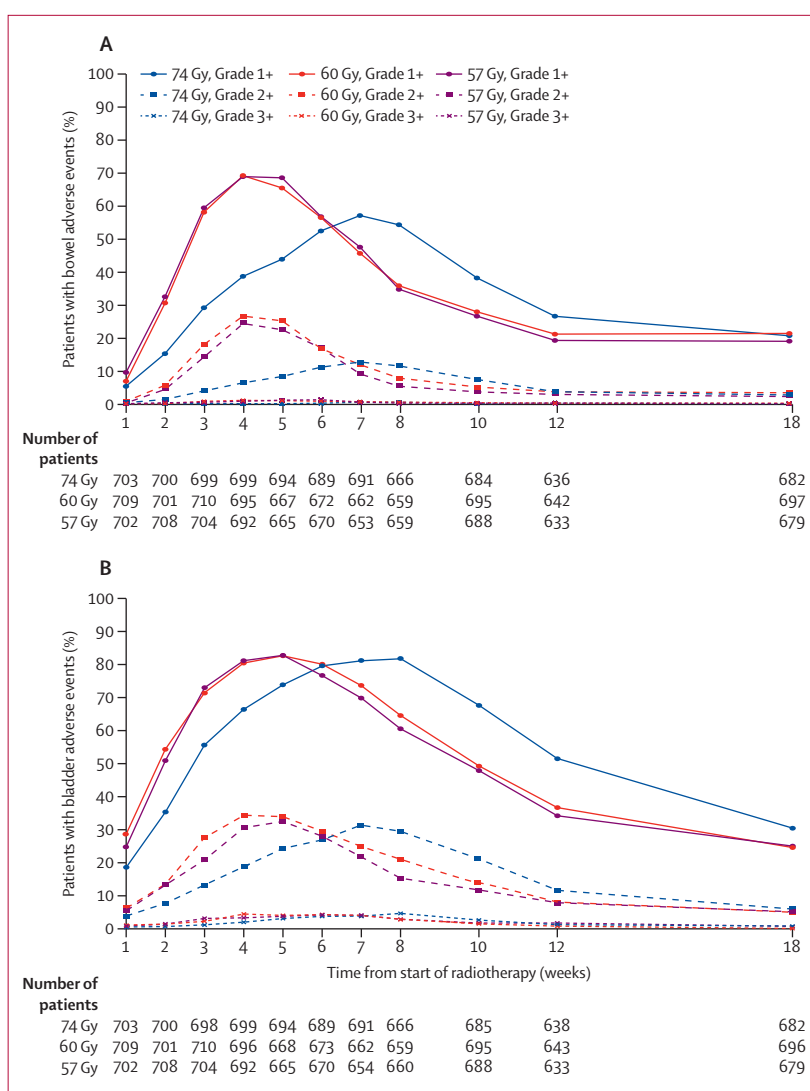 A
74 Gy, Grade 1+ 60 Gy, Grade 1+ 57 Gy, Grade 1+
74 Gy, Grade 2+ 60 Gy, Grade 2+ 57 Gy, Grade 2+
74 Gy, Grade 3+ 60 Gy, Grade 3+ 57 Gy, Grade 3+
Patients with bowel adverse events (%)
100
90
80
70
60
50
40
30
20
10
0
1 2 3 4 5 6 7 8 10 12 18
Number of
patients
74 Gy 703 700 699 699 694 689 691 666 684 636 682
60 Gy 709 701 710 695 667 672 662 659 695 642 697
57 Gy 702 708 704 692 665 670 653 659 688 633 679
B
Patients with bladder adverse events (%)
100
90
80
70
60
50
40
30
20
10
0
1 2 3 4 5 6 7 8 10 12 18
Time from start of radiotherapy (weeks)
Number of
patients
74 Gy 703 700 698 699 694 689 691 666 685 638 682
60 Gy 709 701 710 696 668 673 662 659 695 643 696
57 Gy 702 708 704 692 665 670 654 660 688 633 679